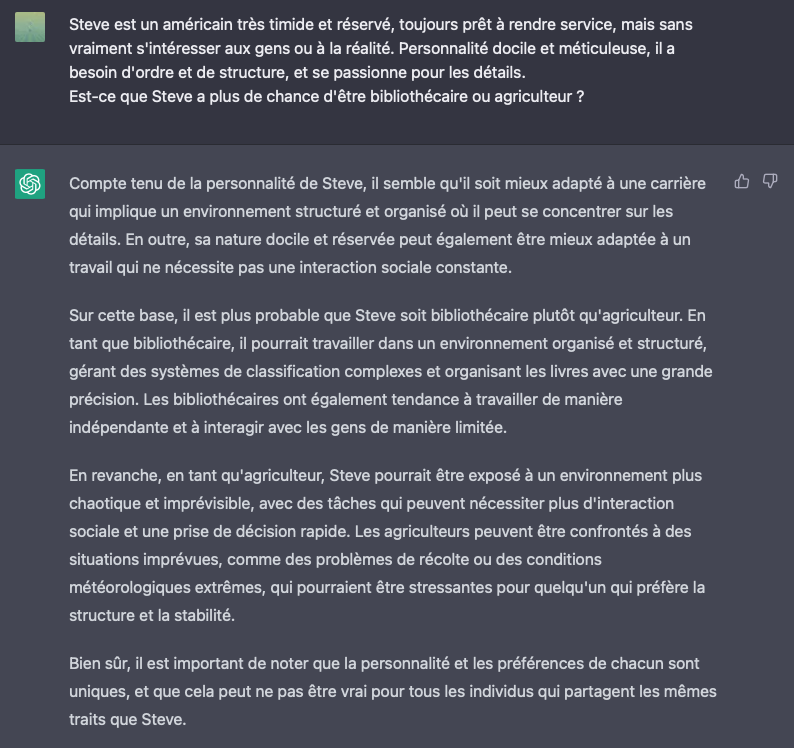 Steve est un américain très timide et réservé, toujours prêt à rendre service, mais sans
vraiment s'intéresser aux gens ou à la réalité. Personnalité docile et méticuleuse, il a
besoin d'ordre et de structure, et se passionne pour les détails.
Est-ce que Steve a plus de chance d'être bibliothécaire ou agriculteur ?
Compte tenu de la personnalité de Steve, il semble qu'il soit mieux adapté à une carrière
qui implique un environnement structuré et organisé où il peut se concentrer sur les
détails. En outre, sa nature docile et réservée peut également être mieux adaptée à un
travail qui ne nécessite pas une interaction sociale constante.
Sur cette base, il est plus probable que Steve soit bibliothécaire plutôt qu'agriculteur. En
tant que bibliothécaire, il pourrait travailler dans un environnement organisé et structuré,
gérant des systèmes de classification complexes et organisant les livres avec une grande
précision. Les bibliothécaires ont également tendance à travailler de manière
indépendante et à interagir avec les gens de manière limitée.
En revanche, en tant qu'agriculteur, Steve pourrait être exposé à un environnement plus
chaotique et imprévisible, avec des tâches qui peuvent nécessiter plus d'interaction
sociale et une prise de décision rapide. Les agriculteurs peuvent être confrontés à des
situations imprévues, comme des problèmes de récolte ou des conditions
météorologiques extrêmes, qui pourraient être stressantes pour quelqu'un qui préfère la
structure et la stabilité.
Bien sûr, il est important de noter que la personnalité et les préférences de chacun sont
uniques, et que cela peut ne pas être vrai pour tous les individus qui partagent les mêmes
traits que Steve.